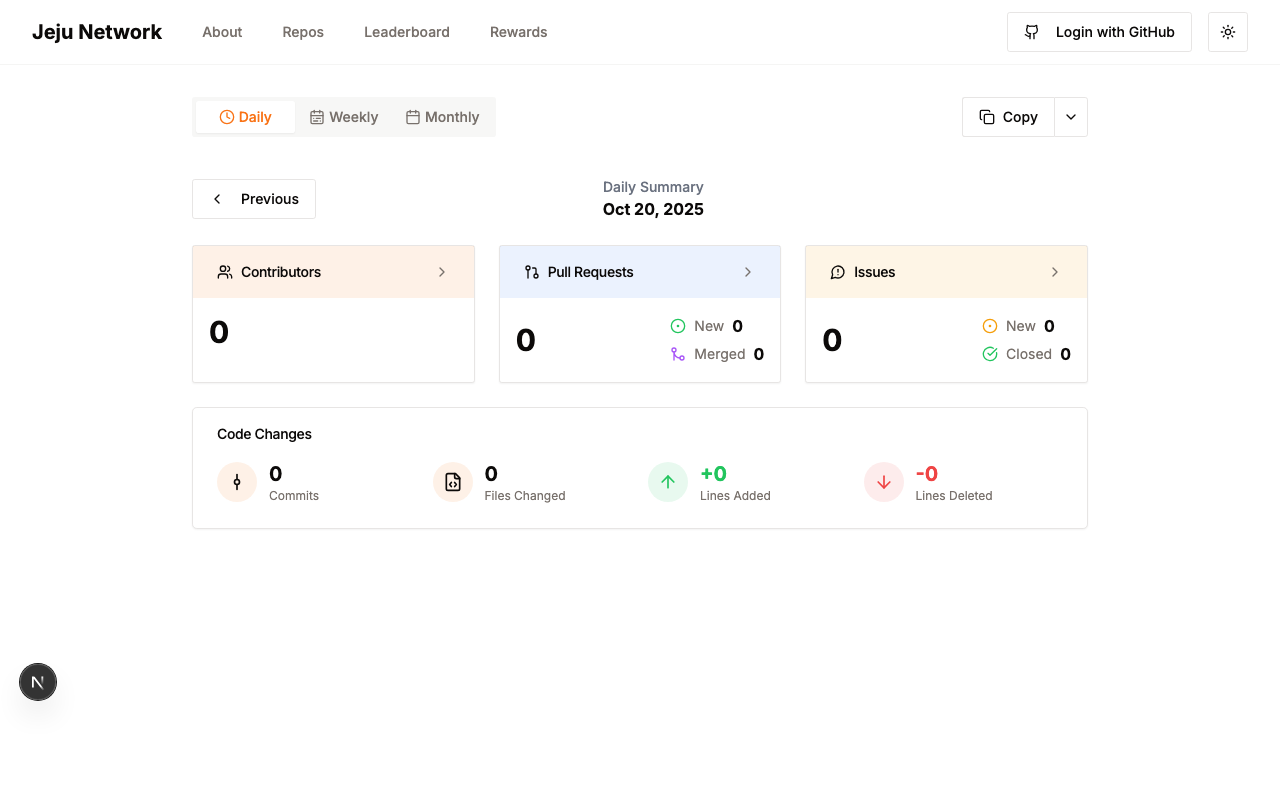 Jeju Network
About
Repos
Leaderboard
Rewards
Login with GitHub
Daily
Weekly
Monthly
Copy
Previous
Daily Summary
Oct 20, 2025
Contributors
0
Pull Requests
0
New 0
Merged 0
Issues
0
New 0
Closed 0
Code Changes
0
Commits
0
Files Changed
+0
Lines Added
-0
Lines Deleted
N